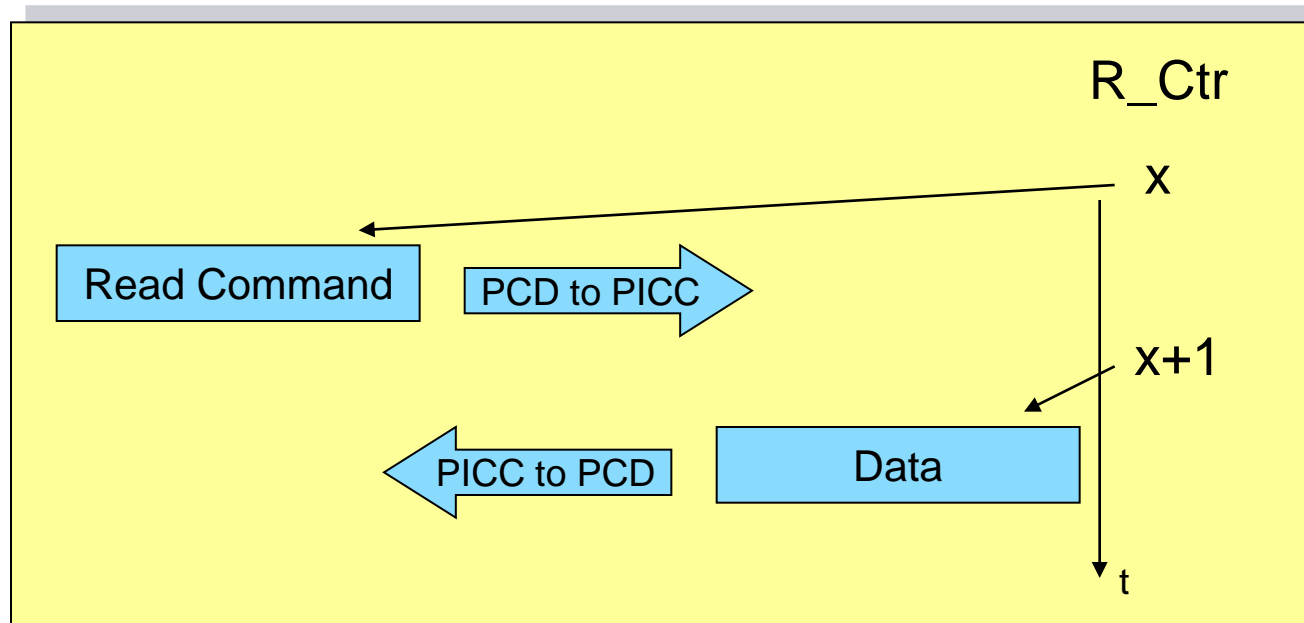 R_Ctr
x
Read Command
PCD to PICC
x+1
PICC to PCD
Data
t